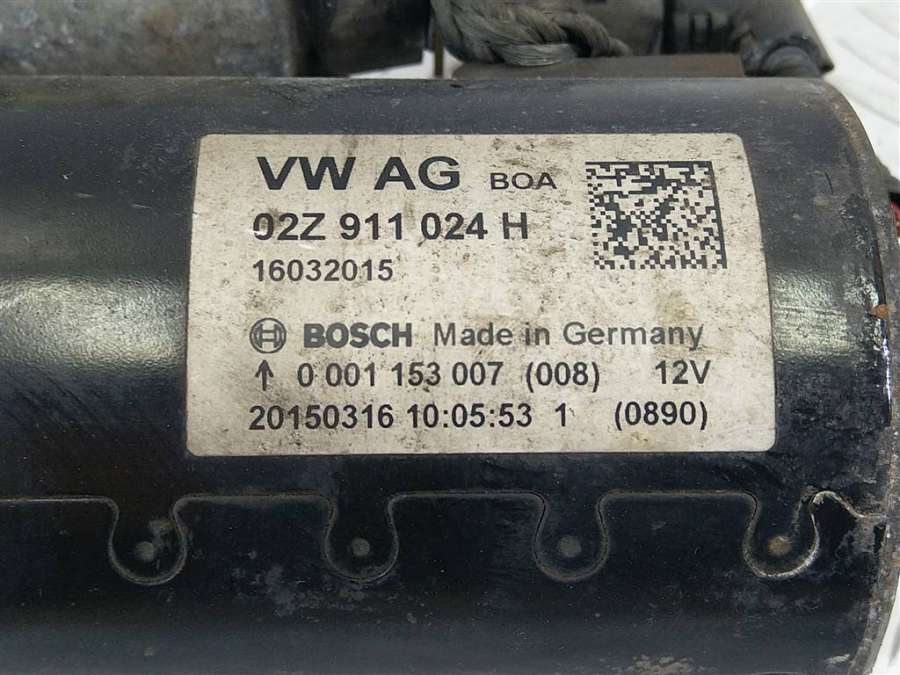 VW AG BOA
02Z 911 024 H
16032015
BOSCH Made in Germany
↑ 0 001 153 007 (008) 12V
20150316 10:05:53 1 (0890)